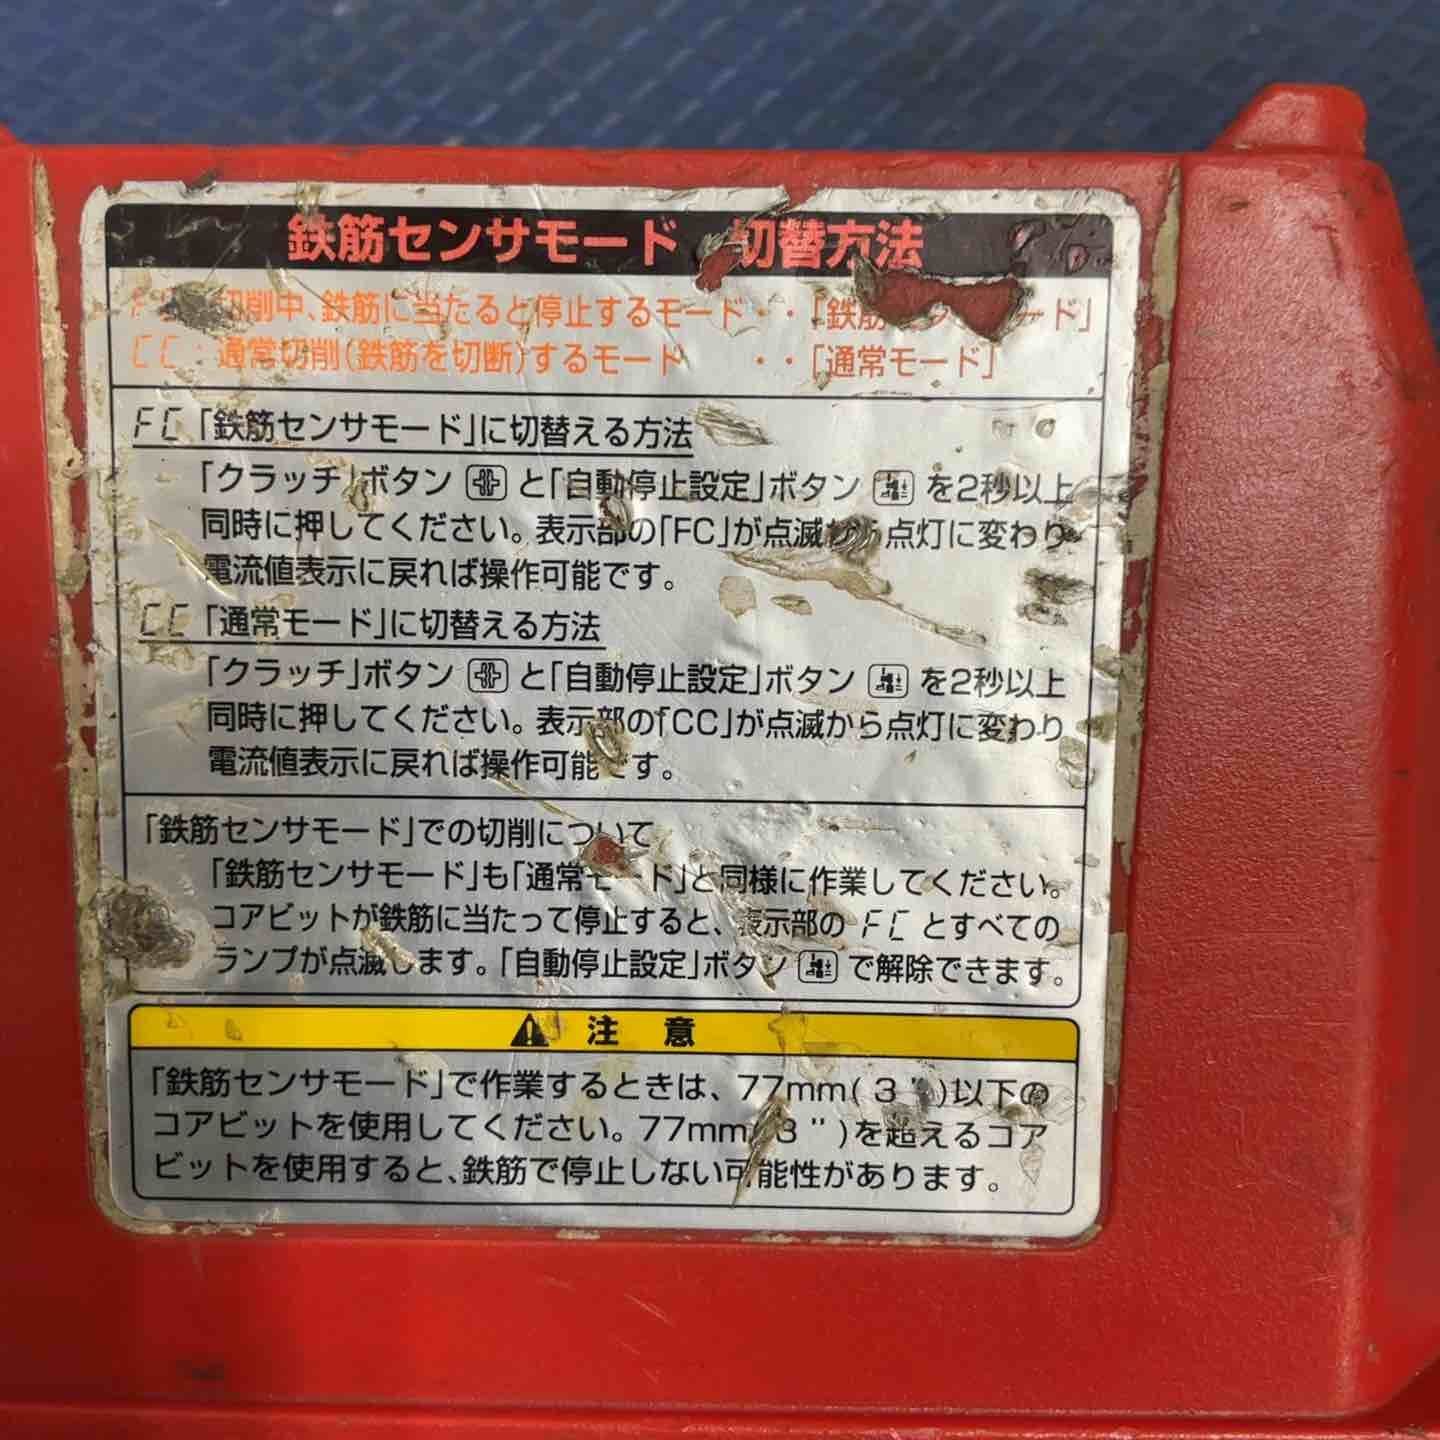 鉄筋センサモード 切替方法
切削中、鉄筋に当たると停止するモード・・「鉄筋 モード」
CC：通常切削(鉄筋を切断)するモード ・・「通常モード」
FC「鉄筋センサモード」に切替える方法
「クラッチ」ボタン と「自動停止設定」ボタン を2秒以上
同時に押してください。表示部の「FC」が点滅から点灯に変わり
電流値表示に戻れば操作可能です。
CC「通常モード」に切替える方法
「クラッチ」ボタン と「自動停止設定」ボタン を2秒以上
同時に押してください。表示部の「CC」が点滅から点灯に変わり
電流値表示に戻れば操作可能です。
「鉄筋センサモード」での切削について
「鉄筋センサモード」も「通常モード」と同様に作業してください。
コアビットが鉄筋に当たって停止すると、表示部の FC とすべての
ランプが点滅します。「自動停止設定」ボタン で解除できます。
注 意
「鉄筋センサモード」で作業するときは、77mm(3")以下の
コアビットを使用してください。77mm(3")を超えるコア
ビットを使用すると、鉄筋で停止しない可能性があります。